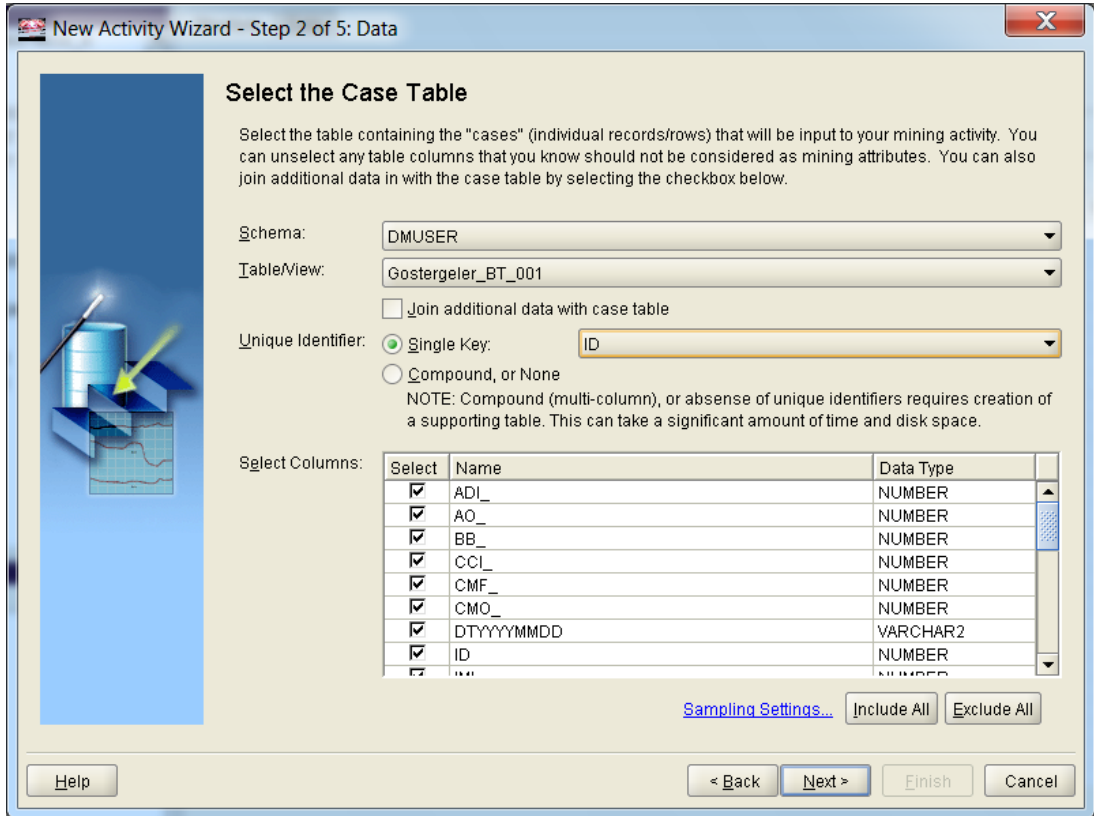 New Activity Wizard - Step 2 of 5: Data
X
Select the Case Table
Select the table containing the "cases" (individual records/rows) that will be input to your mining activity. You
can unselect any table columns that you know should not be considered as mining attributes. You can also
join additional data in with the case table by selecting the checkbox below.
Schema: DMUSER
Table/View: Gostergeler_BT_001
Join additional data with case table
Unique Identifier: Single Key: ID
Compound, or None
NOTE: Compound (multi-column), or absence of unique identifiers requires creation of
a supporting table. This can take a significant amount of time and disk space.
Select Columns: Select Name Data Type
ADI_ NUMBER
AO_ NUMBER
BB_ NUMBER
CCI_ NUMBER
CMF_ NUMBER
CMO_ NUMBER
DTYYYYMMDD VARCHAR2
ID NUMBER
Sampling Settings... Include All Exclude All
Help < Back Next > Finish Cancel